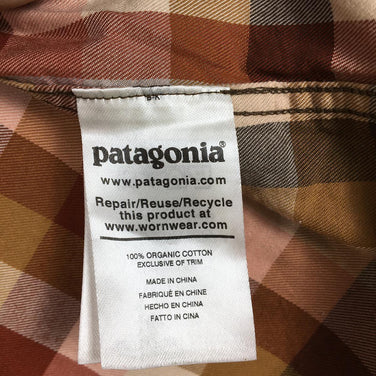 patagonia®
www.patagonia.com
Repair/Reuse/Recycle
this product at
www.wornwear.com
100% ORGANIC COTTON
EXCLUSIVE OF TRIM
MADE IN CHINA
FABRIQUÉ EN CHINE
HECHO EN CHINA
FATTO IN CINA